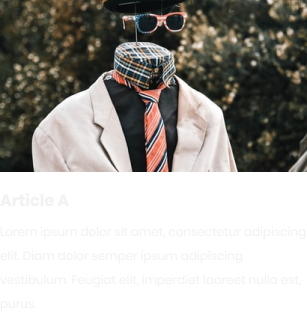 Article A
Lorem ipsum dolor sit amet, consectetur adipiscing
elit. Diam dolor semper ipsum adipiscing
vestibulum. Feugiat elit, imperdiet laoreet nulla est,
purus.